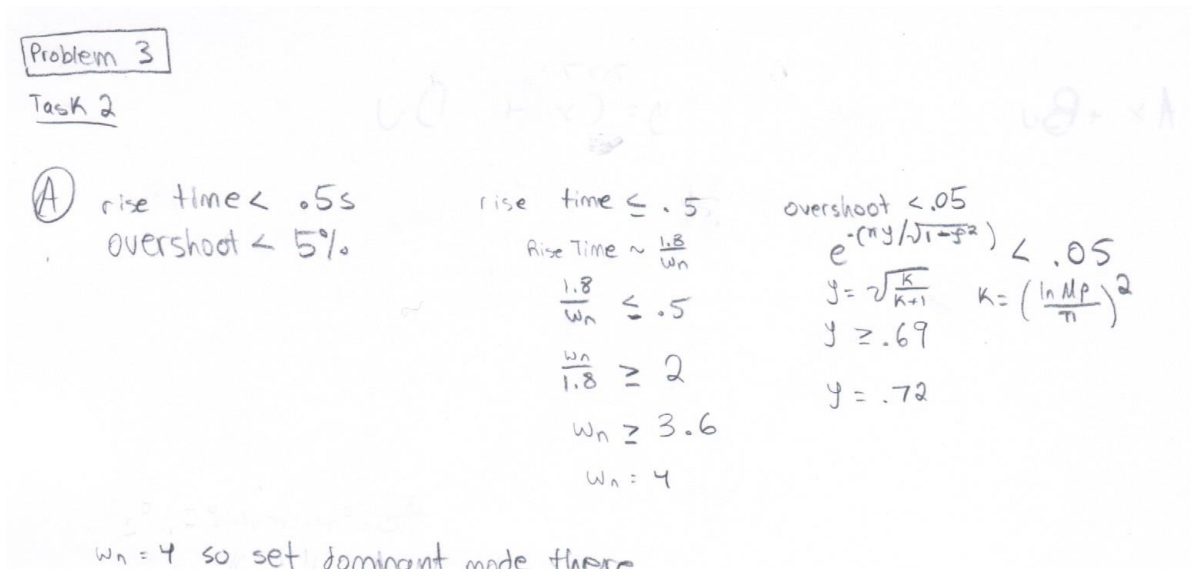 Problem 3
Task 2
A rise time < .5s
overshoot < 5%
rise time ≤ .5
Rise Time ~ 1.8/ωn
1.8/ωn ≤ .5
ωn/1.8 ≥ 2
ωn ≥ 3.6
ωn = 4
overshoot < .05
e^-(πζ/√1-ζ²) < .05
ζ = √K/K+1 K = (ln Mp/π)²
ζ ≥ .69
ζ = .72
ωn = 4 so set dominant mode there